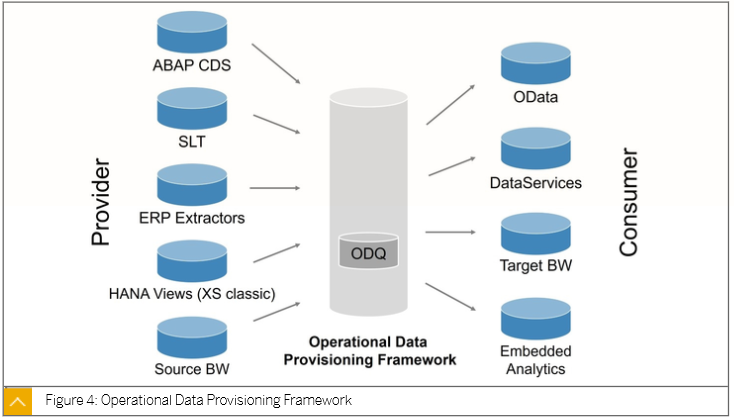 Provider
ABAP CDS
SLT
ERP Extractors
HANA Views (XS classic)
Source BW
ODQ
Operational Data
Provisioning Framework
OData
DataServices
Target BW
Embedded
Analytics
Consumer
Figure 4: Operational Data Provisioning Framework